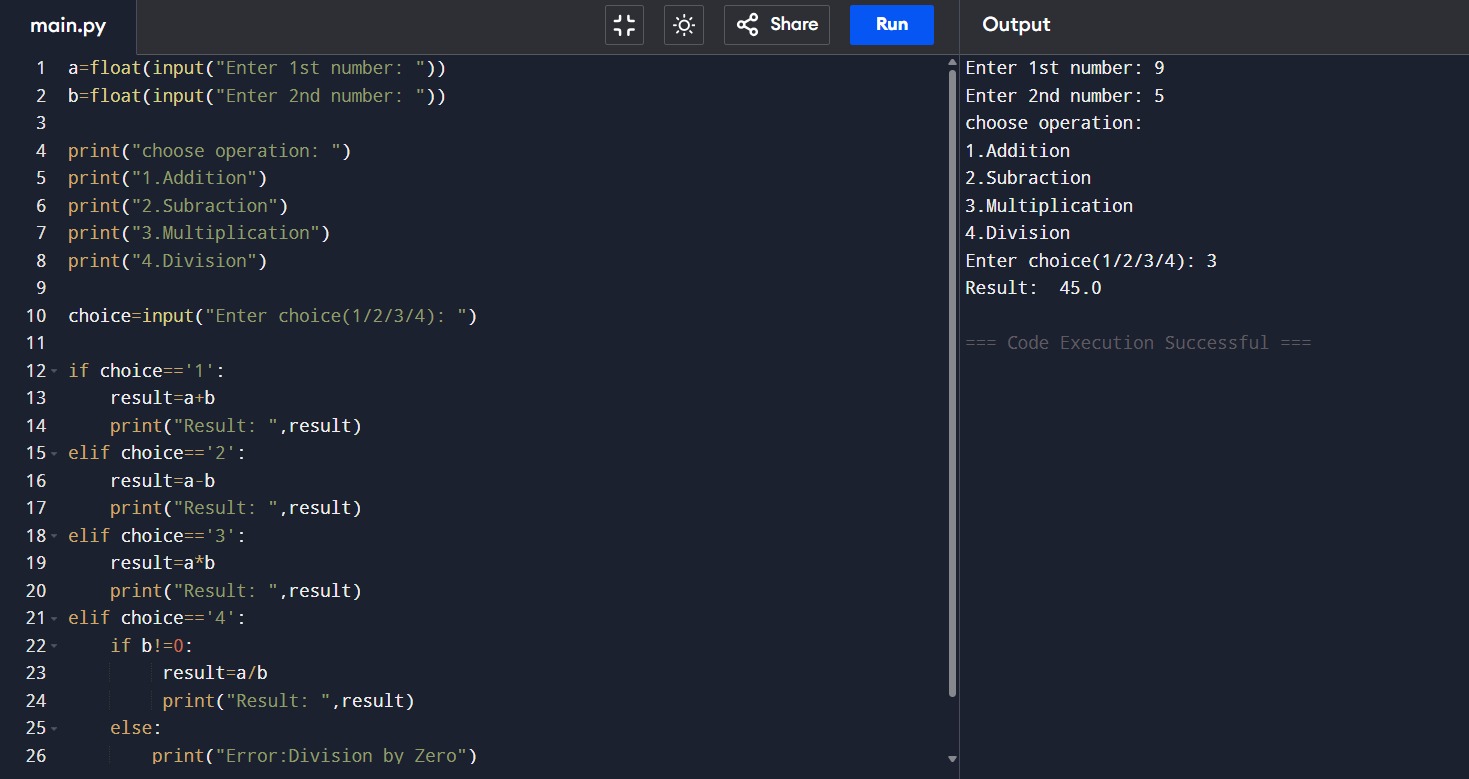 main.py
Share
Run
Output
1 a=float(input("Enter 1st number: "))
2 b=float(input("Enter 2nd number: "))
3
4 print("choose operation: ")
5 print("1.Addition")
6 print("2.Subraction")
7 print("3.Multiplication")
8 print("4.Division")
9
10 choice=input("Enter choice(1/2/3/4): ")
11
12 if choice=='1':
13     result=a+b
14     print("Result: ",result)
15 elif choice=='2':
16     result=a-b
17     print("Result: ",result)
18 elif choice=='3':
19     result=a*b
20     print("Result: ",result)
21 elif choice=='4':
22     if b!=0:
23          result=a/b
24          print("Result: ",result)
25     else:
26         print("Error:Division by Zero")
Enter 1st number: 9
Enter 2nd number: 5
choose operation:
1.Addition
2.Subraction
3.Multiplication
4.Division
Enter choice(1/2/3/4): 3
Result:  45.0
=== Code Execution Successful ===